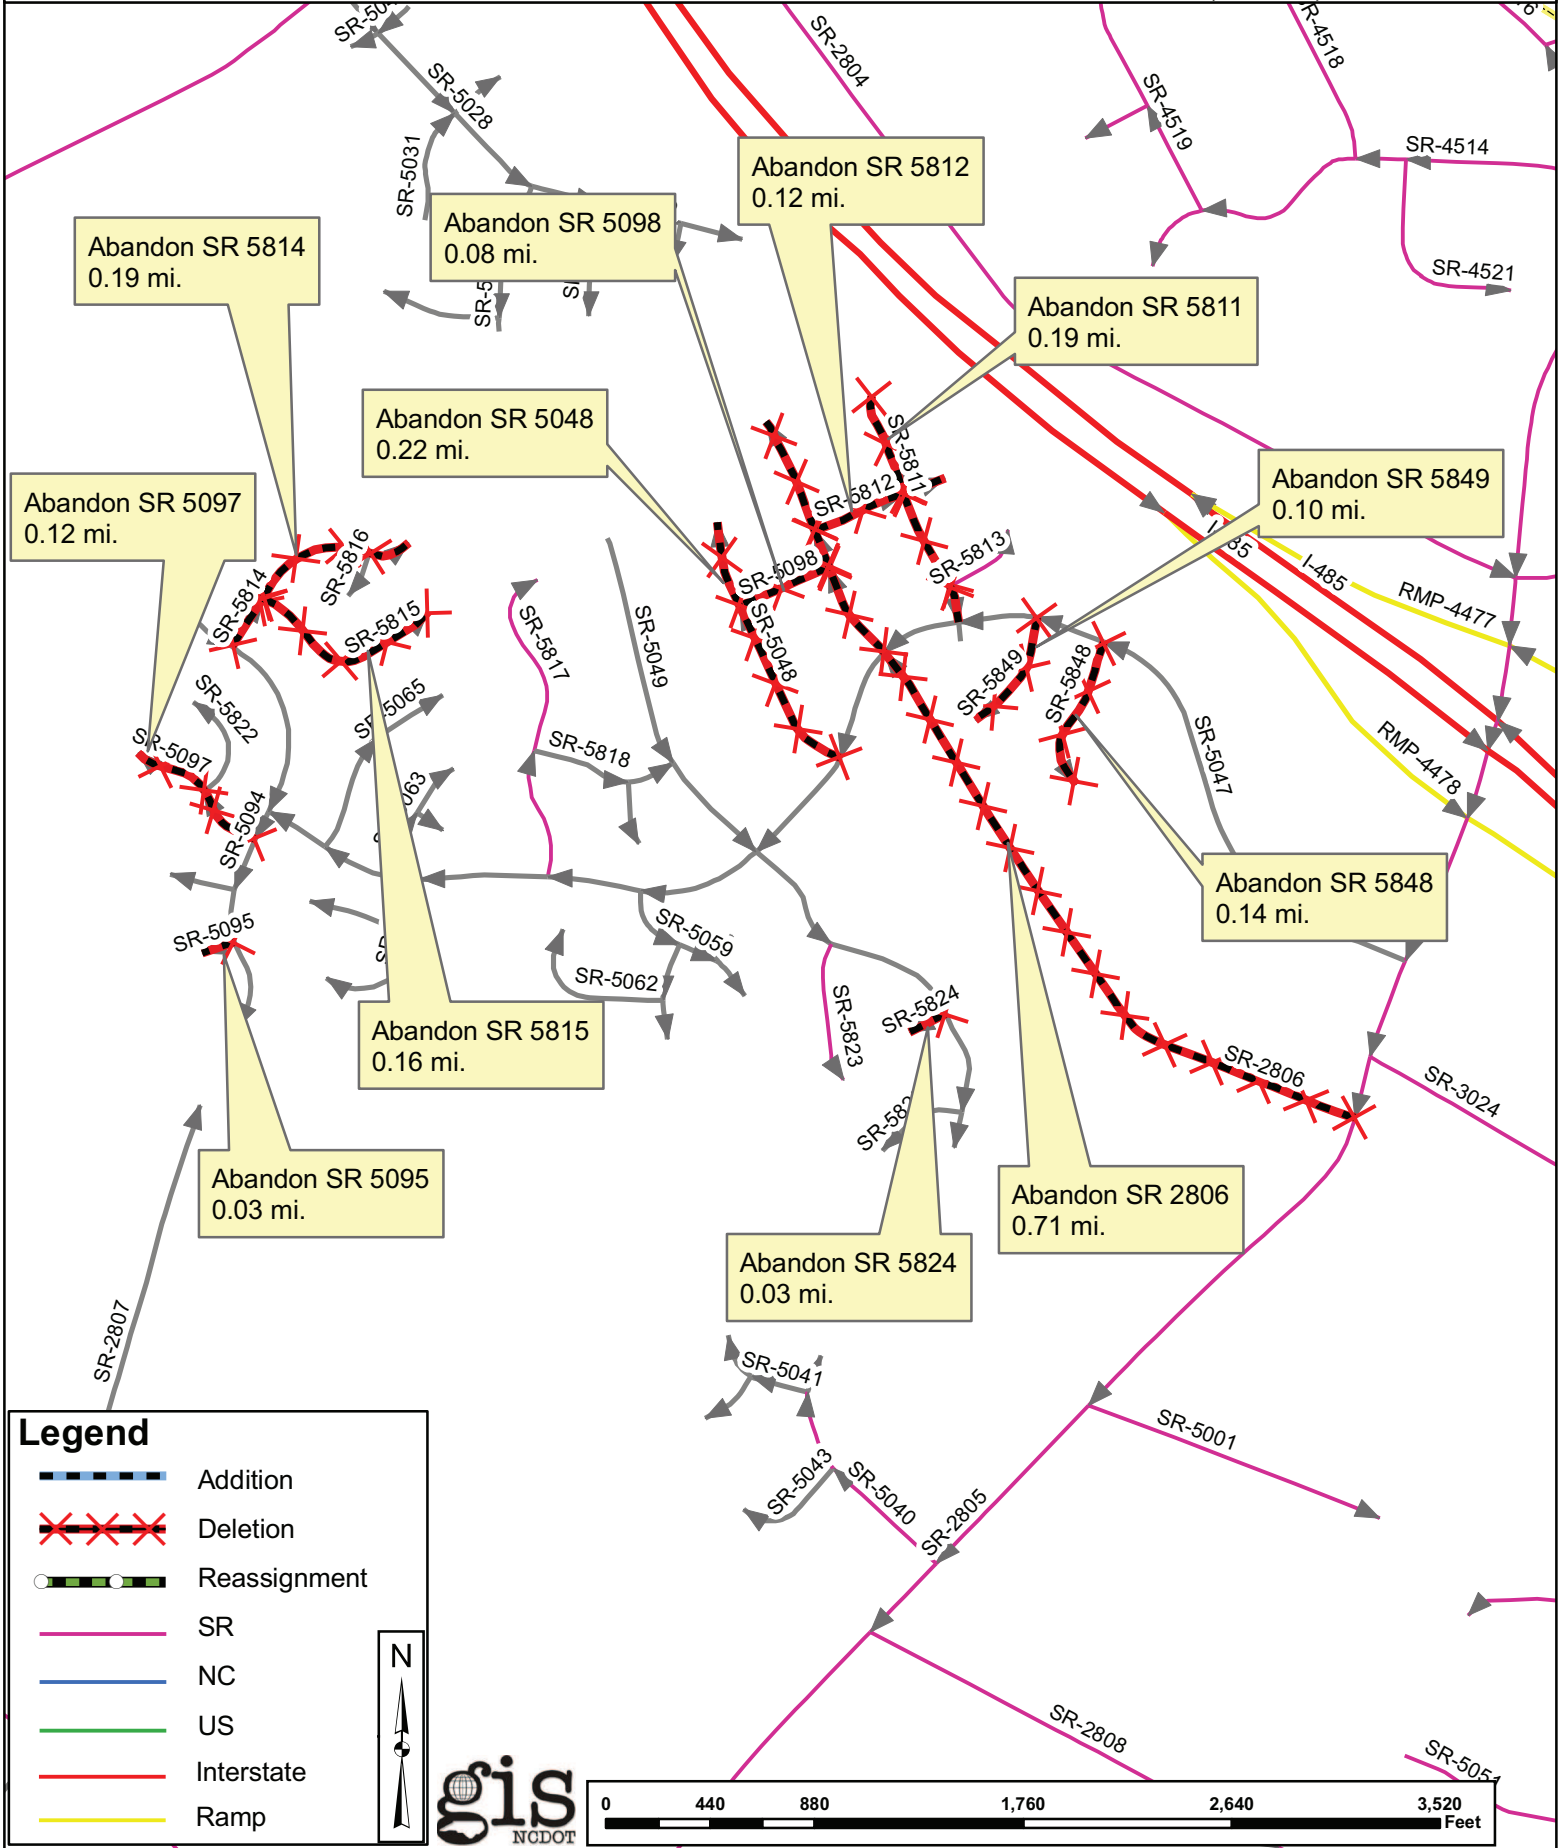 SR-5028
SR-2804
SR-4518
SR-4519
SR-4514
SR-5031
Abandon SR 5812
0.12 mi.
Abandon SR 5098
0.08 mi.
Abandon SR 5814
0.19 mi.
SR-4521
Abandon SR 5811
0.19 mi.
Abandon SR 5048
0.22 mi.
SR-5811
SR-5812
Abandon SR 5849
0.10 mi.
Abandon SR 5097
0.12 mi.
SR-5816
SR-5813
I-485
SR-5098
RMP-4477
SR-5814
SR-5815
SR-5817
SR-5049
SR-5048
SR-5849
SR-5848
SR-5822
SR-5065
SR-5097
SR-5818
SR-5047
RMP-4478
SR-5094
Abandon SR 5848
0.14 mi.
SR-5095
SR-5059
SR-5062
SR-5824
SR-5823
Abandon SR 5815
0.16 mi.
SR-2806
SR-3024
Abandon SR 5095
0.03 mi.
Abandon SR 2806
0.71 mi.
Abandon SR 5824
0.03 mi.
SR-2807
SR-5041
SR-5001
SR-5043
SR-5040
SR-2805
SR-2808
Legend
Addition
Deletion
Reassignment
SR
NC
US
Interstate
Ramp
N
gis
NCDOT
0 440 880 1,760 2,640 3,520
Feet